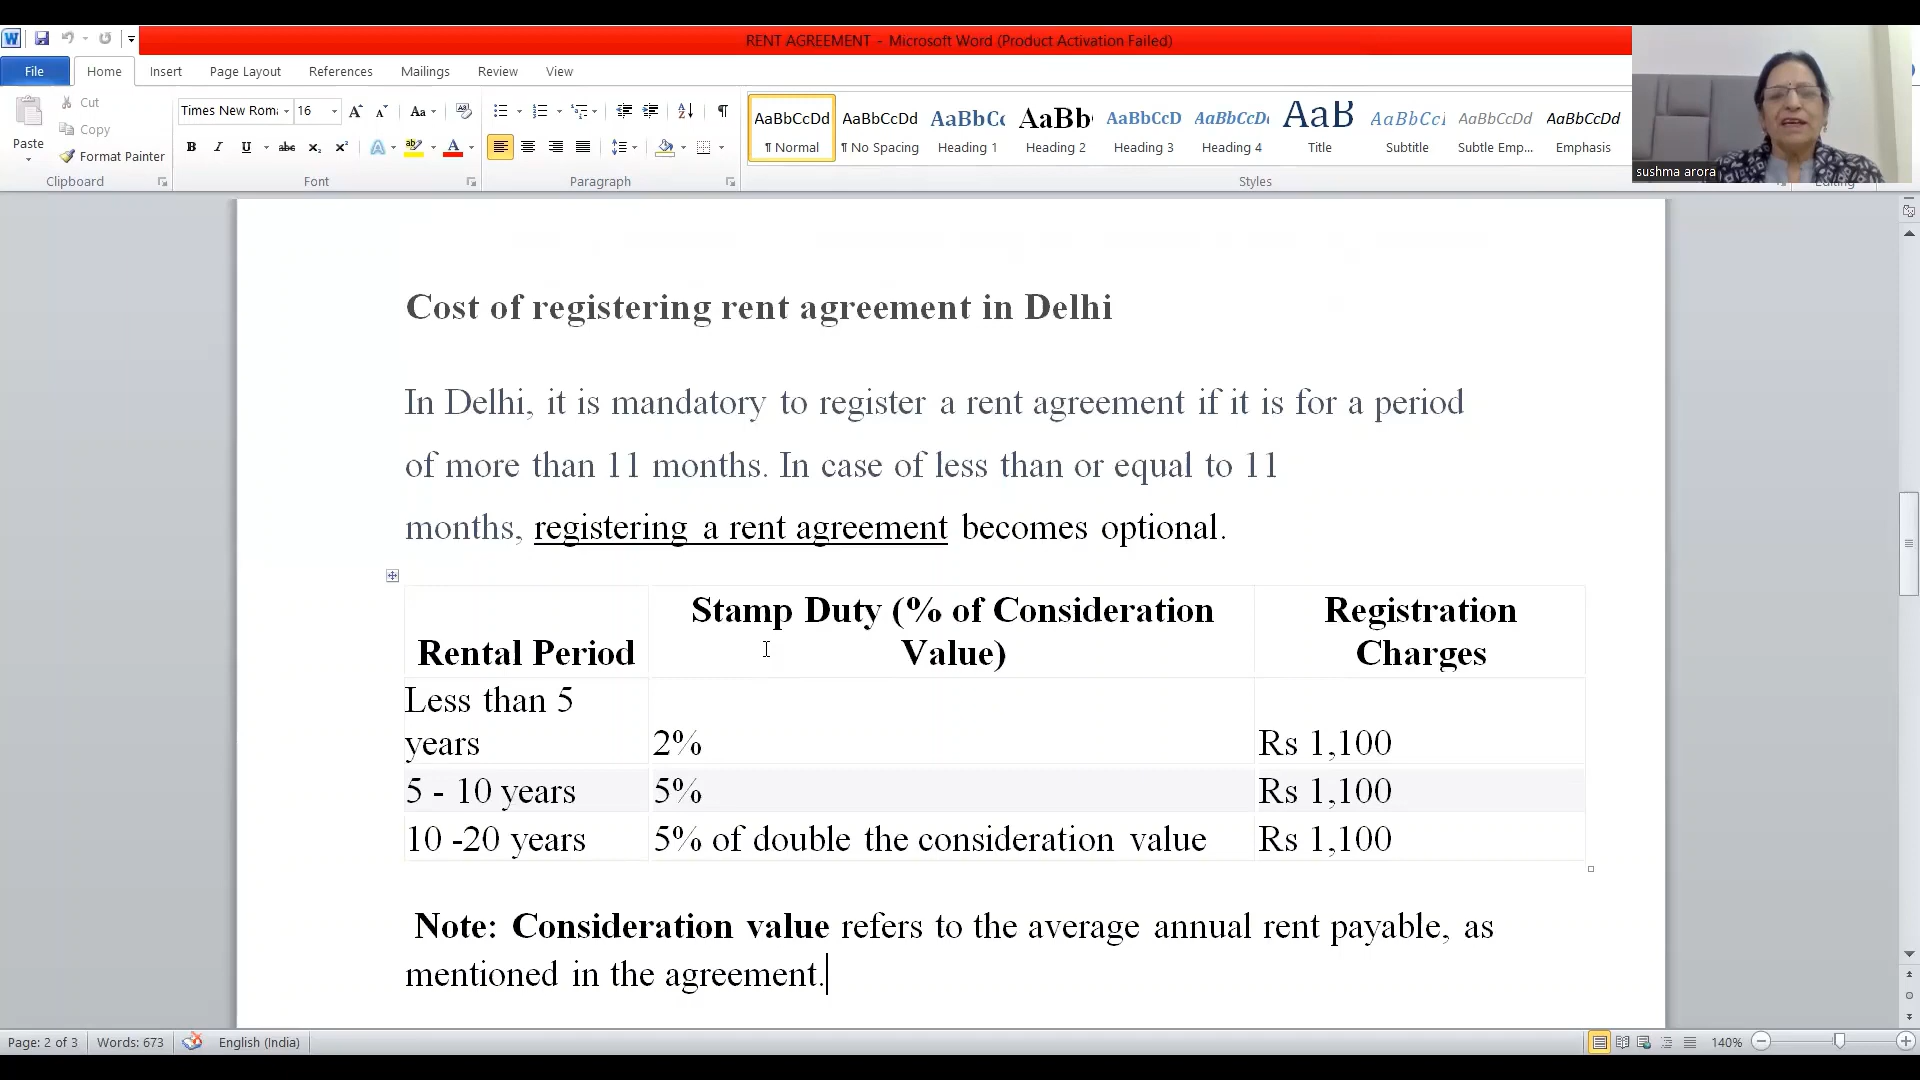 RENT AGREEMENT - Microsoft Word (Product Activation Failed)
File Home Insert Page Layout References Mailings Review View
Cut
Copy
Paste
Format Painter
Clipboard
Times New Rom 16
Font
Paragraph
AaBbCcDd AaBbCcDd AaBbCc AaBb AaBbCcD AaBbCcD AaB AaBbCcI AaBbCcDd AaBbCcDd
¶ Normal ¶ No Spacing Heading 1 Heading 2 Heading 3 Heading 4 Title Subtitle Subtle Emp... Emphasis
Styles
sushma arora
Cost of registering rent agreement in Delhi
In Delhi, it is mandatory to register a rent agreement if it is for a period
of more than 11 months. In case of less than or equal to 11
months, registering a rent agreement becomes optional.
Rental Period
Stamp Duty (% of Consideration
Value)
Registration
Charges
Less than 5
years
2%
Rs 1,100
5 - 10 years 5% Rs 1,100
10 -20 years 5% of double the consideration value Rs 1,100
Note: Consideration value refers to the average annual rent payable, as
mentioned in the agreement.
Page: 2 of 3 Words: 673 English (India) 140%